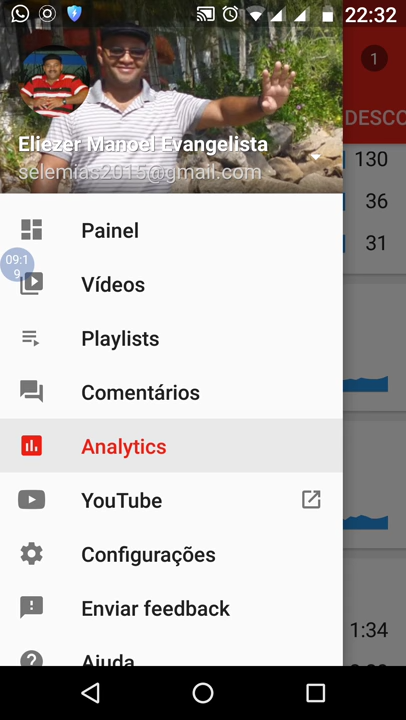 22:32
1
Eliezer Manoel Evangelista
selemias2015@gmail.com
DESCO
130
36
31
Painel
09:1
9
Vídeos
Playlists
Comentários
Analytics
YouTube
Configurações
Enviar feedback
1:34
Ajuda